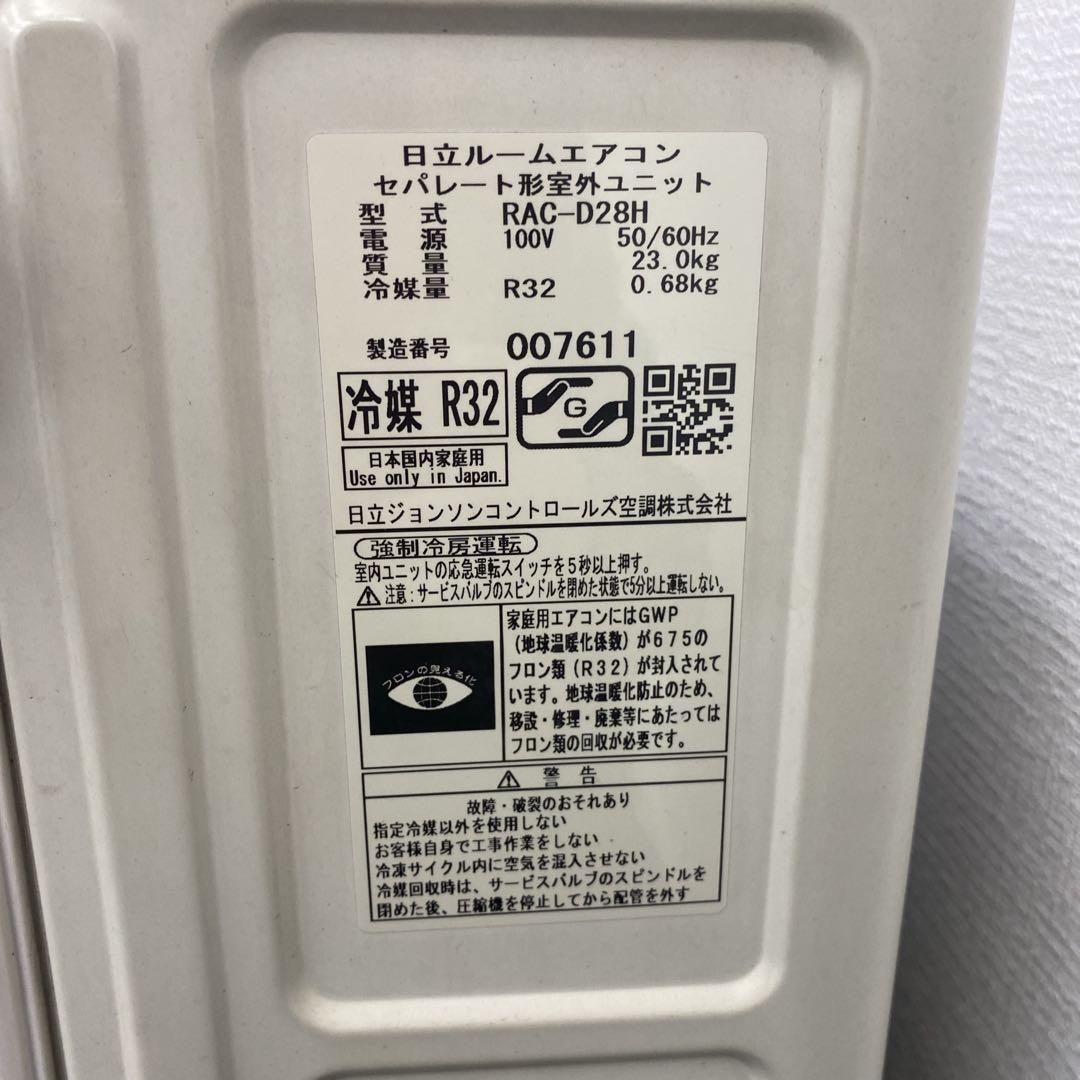 日立ルームエアコン
セパレート形室外ユニット
型 式 RAC-D28H
電 源 100V 50/60Hz
質 量 23.0kg
冷媒量 R32 0.68kg
製造番号 007611
冷媒 R32 G
日本国内家庭用
Use only in Japan.
日立ジョンソンコントロールズ空調株式会社
強制冷房運転
室内ユニットの応急運転スイッチを5秒以上押す。
⚠ 注意:サービスバルブのスピンドルを閉めた状態で5分以上運転しない。
フロンの見える化
家庭用エアコンにはGWP
(地球温暖化係数)が675の
フロン類(R32)が封入されて
います。地球温暖化防止のため、
移設・修理・廃棄等にあたっては
フロン類の回収が必要です。
⚠ 警 告
故障・破裂のおそれあり
指定冷媒以外を使用しない
お客様自身で工事作業をしない
冷凍サイクル内に空気を混入させない
冷媒回収時は、サービスバルブのスピンドルを
閉めた後、圧縮機を停止してから配管を外す